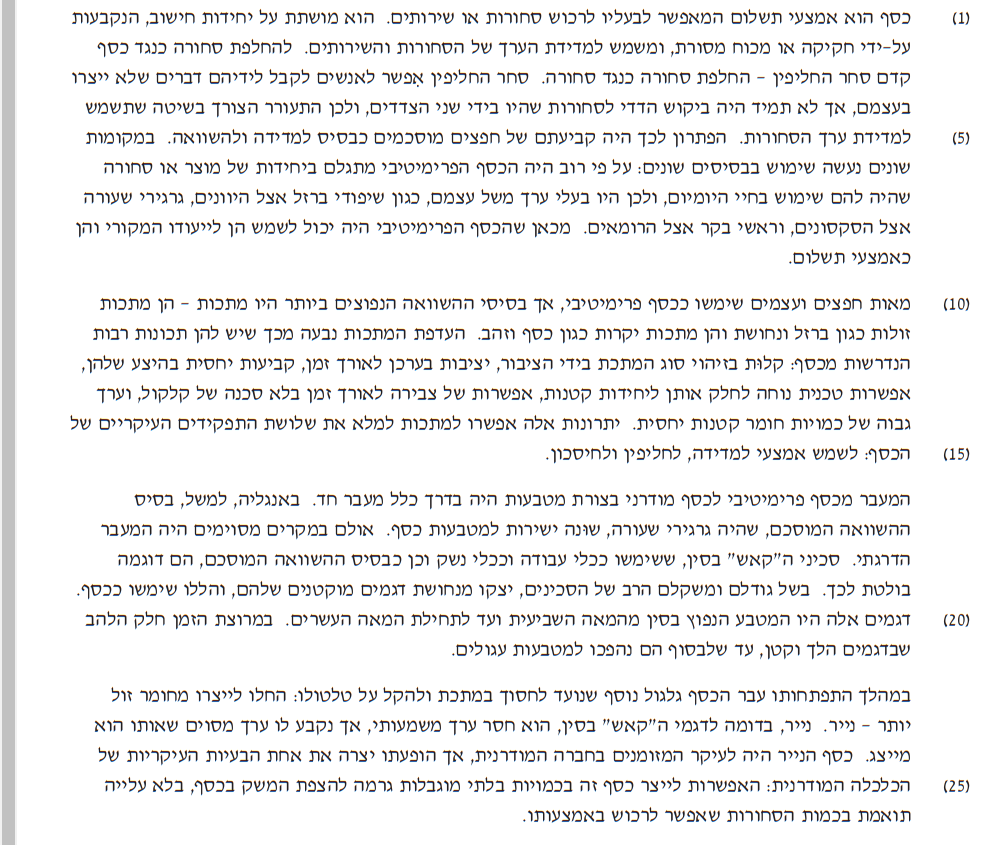 (1) כסף הוא אמצעי תשלום המאפשר לבעליו לרכוש סחורות או שירותים. הוא מושתת על יחידות חישוב, הנקבעות
על-ידי חקיקה או מכוח מסורת, ומשמש למדידת הערך של הסחורות והשירותים. להחלפת סחורה כנגד כסף
קדם סחר החליפין – החלפת סחורה כנגד סחורה. סחר החליפין אִפשר לאנשים לקבל לידיהם דברים שלא ייצרו
בעצמם, אך לא תמיד היה ביקוש הדדי לסחורות שהיו בידי שני הצדדים, ולכן התעורר הצורך בשיטה שתשמש
(5) למדידת ערך הסחורות. הפתרון לכך היה קביעתם של חפצים מוסכמים כבסיס למדידה ולהשוואה. במקומות
שונים נעשה שימוש בבסיסים שונים: על פי רוב היה הכסף הפרימיטיבי מתגלם ביחידות של מוצר או סחורה
שהיה להם שימוש בחיי היומיום, ולכן היו בעלי ערך משל עצמם, כגון שיפודי ברזל אצל היוונים, גרגירי שעורה
אצל הסקסונים, וראשי בקר אצל הרומאים. מכאן שהכסף הפרימיטיבי היה יכול לשמש הן לייעודו המקורי והן
כאמצעי תשלום.
(10) מאות חפצים ועצמים שימשו ככסף פרימיטיבי, אך בסיסי ההשוואה הנפוצים ביותר היו מתכות – הן מתכות
זולות כגון ברזל ונחושת והן מתכות יקרות כגון כסף וזהב. העדפת המתכות נבעה מכך שיש להן תכונות רבות
הנדרשות מכסף: קלוּת בזיהוי סוג המתכת בידי הציבור, יציבות בערכן לאורך זמן, קביעות יחסית בהיצע שלהן,
אפשרות טכנית נוחה לחלק אותן ליחידות קטנות, אפשרות של צבירה לאורך זמן בלא סכנה של קלקול, וערך
גבוה של כמויות חומר קטנות יחסית. יתרונות אלה אפשרו למתכות למלא את שלושת התפקידים העיקריים של
(15) הכסף: לשמש אמצעי למדידה, לחליפין ולחיסכון.
המעבר מכסף פרימיטיבי לכסף מודרני בצורת מטבעות היה בדרך כלל מעבר חד. באנגליה, למשל, בסיס
ההשוואה המוסכם, שהיה גרגירי שעורה, שוּנה ישירות למטבעות כסף. אולם במקרים מסוימים היה המעבר
הדרגתי. סכיני ה"קאש" בסין, ששימשו ככלי עבודה וככלי נשק וכן כבסיס ההשוואה המוסכם, הם דוגמה
בולטת לכך. בשל גודלם ומשקלם הרב של הסכינים, יצקו מנחושת דגמים מוקטנים שלהם, והללו שימשו ככסף.
(20) דגמים אלה היו המטבע הנפוץ בסין מהמאה השביעית ועד לתחילת המאה העשרים. במרוצת הזמן חלק הלהב
שבדגמים הלך וקטן, עד שלבסוף הם נהפכו למטבעות עגולים.
במהלך התפתחותו עבר הכסף גלגול נוסף שנועד לחסוך במתכת ולהקל על טלטולו: החלו לייצרו מחומר זול
יותר – נייר. נייר, בדומה לדגמי ה"קאש" בסין, הוא חסר ערך משמעותי, אך נקבע לו ערך מסוים שאותו הוא
מייצג. כסף הנייר היה לעיקר המזומנים בחברה המודרנית, אך הופעתו יצרה את אחת הבעיות העיקריות של
(25) הכלכלה המודרנית: האפשרות לייצר כסף זה בכמויות בלתי מוגבלות גרמה להצפת המשק בכסף, בלא עלייה
תואמת בכמות הסחורות שאפשר לרכוש באמצעותו.